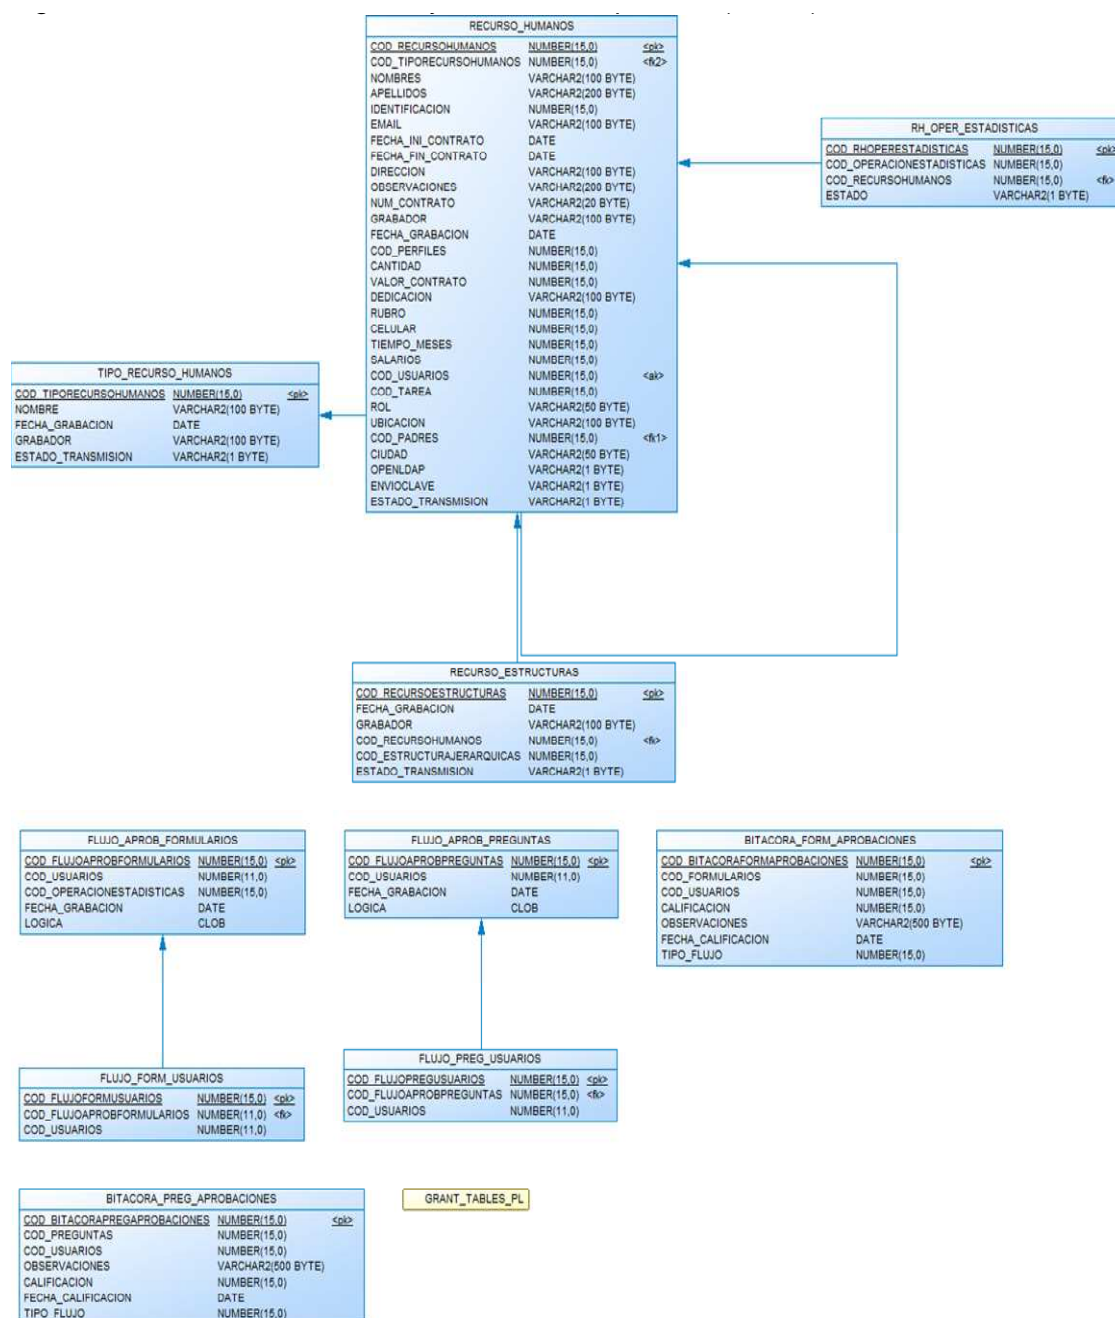 RECURSO_HUMANOS
COD_RECURSOHUMANOS NUMBER(15,0) <pk>
COD_TIPORECURSOHUMANOS NUMBER(15,0) <fk2>
NOMBRES VARCHAR2(100 BYTE)
APELLIDOS VARCHAR2(200 BYTE)
IDENTIFICACION NUMBER(15,0)
EMAIL VARCHAR2(100 BYTE)
FECHA_INI_CONTRATO DATE
FECHA_FIN_CONTRATO DATE
DIRECCION VARCHAR2(100 BYTE)
OBSERVACIONES VARCHAR2(200 BYTE)
NUM_CONTRATO VARCHAR2(20 BYTE)
GRABADOR VARCHAR2(100 BYTE)
FECHA_GRABACION DATE
COD_PERFILES NUMBER(15,0)
CANTIDAD NUMBER(15,0)
VALOR_CONTRATO NUMBER(15,0)
DEDICACION VARCHAR2(100 BYTE)
RUBRO NUMBER(15,0)
CELULAR NUMBER(15,0)
TIEMPO_MESES NUMBER(15,0)
SALARIOS NUMBER(15,0)
COD_USUARIOS NUMBER(15,0) <ak>
COD_TAREA NUMBER(15,0)
ROL VARCHAR2(50 BYTE)
UBICACION VARCHAR2(100 BYTE)
COD_PADRES NUMBER(15,0) <fk1>
CIUDAD VARCHAR2(50 BYTE)
OPENLDAP VARCHAR2(1 BYTE)
ENVIOCLAVE VARCHAR2(1 BYTE)
ESTADO_TRANSMISION VARCHAR2(1 BYTE)
RH_OPER_ESTADISTICAS
COD_RHOPERESTADISTICAS NUMBER(15,0) <pk>
COD_OPERACIONESTADISTICAS NUMBER(15,0)
COD_RECURSOHUMANOS NUMBER(15,0) <fk>
ESTADO VARCHAR2(1 BYTE)
TIPO_RECURSO_HUMANOS
COD_TIPORECURSOHUMANOS NUMBER(15,0) <pk>
NOMBRE VARCHAR2(100 BYTE)
FECHA_GRABACION DATE
GRABADOR VARCHAR2(100 BYTE)
ESTADO_TRANSMISION VARCHAR2(1 BYTE)
RECURSO_ESTRUCTURAS
COD_RECURSOESTRUCTURAS NUMBER(15,0) <pk>
FECHA_GRABACION DATE
GRABADOR VARCHAR2(100 BYTE)
COD_RECURSOHUMANOS NUMBER(15,0) <fk>
COD_ESTRUCTURAJERARQUICAS NUMBER(15,0)
ESTADO_TRANSMISION VARCHAR2(1 BYTE)
FLUJO_APROB_FORMULARIOS
COD_FLUJOAPROBFORMULARIOS NUMBER(15,0) <pk>
COD_USUARIOS NUMBER(11,0)
COD_OPERACIONESTADISTICAS NUMBER(15,0)
FECHA_GRABACION DATE
LOGICA CLOB
FLUJO_APROB_PREGUNTAS
COD_FLUJOAPROBPREGUNTAS NUMBER(15,0) <pk>
COD_USUARIOS NUMBER(11,0)
FECHA_GRABACION DATE
LOGICA CLOB
BITACORA_FORM_APROBACIONES
COD_BITACORAFORMAPROBACIONES NUMBER(15,0) <pk>
COD_FORMULARIOS NUMBER(15,0)
COD_USUARIOS NUMBER(15,0)
CALIFICACION NUMBER(15,0)
OBSERVACIONES VARCHAR2(500 BYTE)
FECHA_CALIFICACION DATE
TIPO_FLUJO NUMBER(15,0)
FLUJO_FORM_USUARIOS
COD_FLUJOFORMUSUARIOS NUMBER(15,0) <pk>
COD_FLUJOAPROBFORMULARIOS NUMBER(11,0) <fk>
COD_USUARIOS NUMBER(11,0)
FLUJO_PREG_USUARIOS
COD_FLUJOPREGUSUARIOS NUMBER(15,0) <pk>
COD_FLUJOAPROBPREGUNTAS NUMBER(15,0) <fk>
COD_USUARIOS NUMBER(11,0)
BITACORA_PREG_APROBACIONES
COD_BITACORAPREGAPROBACIONES NUMBER(15,0) <pk>
COD_PREGUNTAS NUMBER(15,0)
COD_USUARIOS NUMBER(15,0)
OBSERVACIONES VARCHAR2(500 BYTE)
CALIFICACION NUMBER(15,0)
FECHA_CALIFICACION DATE
TIPO_FLUJO NUMBER(15,0)
GRANT_TABLES_PL